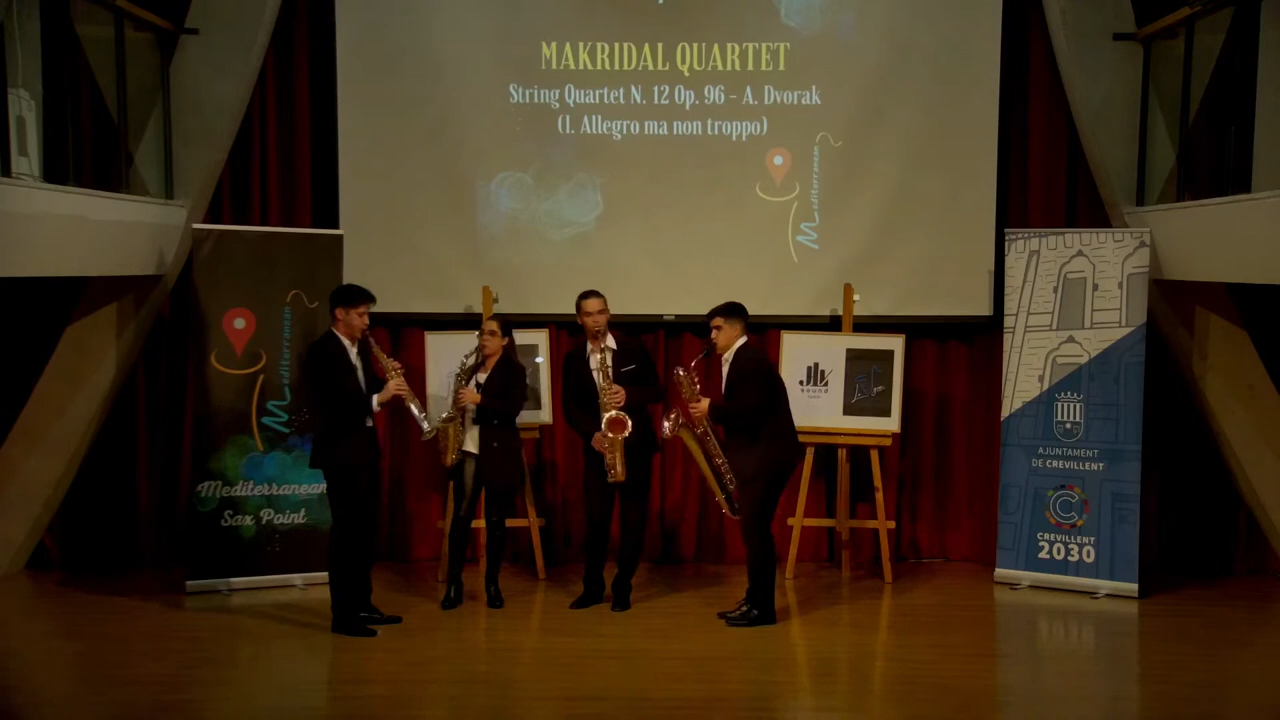 MAKRIDAL QUARTET
String Quartet N. 12 Op. 96 - A. Dvorak
(I. Allegro ma non troppo)
Mediterranean
Mediterranean
Mediterranean
Sax Point
sound
AJUNTAMENT
DE CREVILLENT
C
CREVILLENT
2030